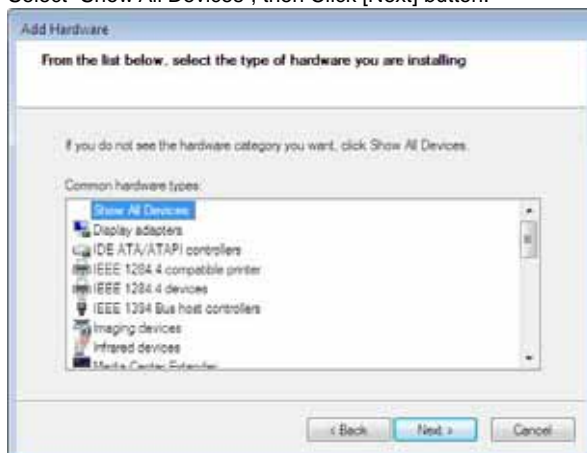 Select "Show All Devices", then Click [Next] button.
Add Hardware
From the list below, select the type of hardware you are installing
If you do not see the hardware category you want, click Show All Devices.
Common hardware types:
Show All Devices
Display adapters
IDE ATA/ATAPI controllers
IEEE 1284.4 compatible printer
IEEE 1284.4 devices
IEEE 1394 Bus host controllers
Imaging devices
Infrared devices
Media Center Extender
< Back Next > Cancel